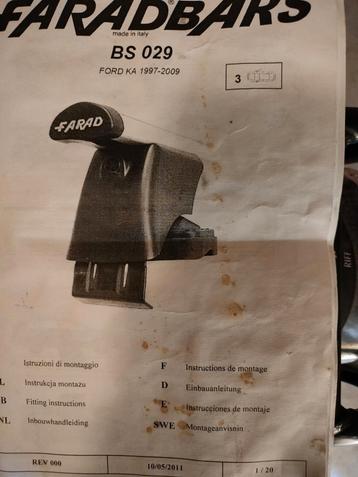 FARADBARS
made in italy
BS 029
FORD KA 1997-2009
3
FARAD
Istruzioni di montaggio
F Instructions de montage
L Instrukcja montazu
D Einbauanleitung
B Fitting instructions
E Instrucciones de montaje
NL Inbouwhandleiding
SWE Montageanvisnin
REV 000 10/05/2011 1 / 20